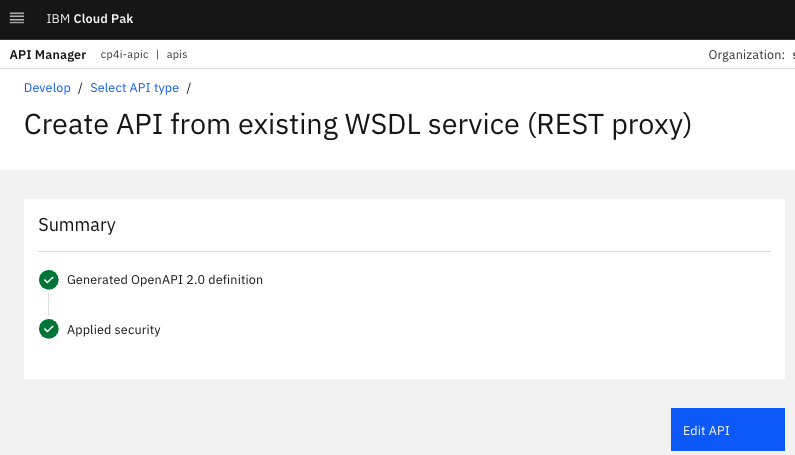 IBM Cloud Pak
API Manager cp4i-apic | apis Organization:
Develop / Select API type /
Create API from existing WSDL service (REST proxy)
Summary
Generated OpenAPI 2.0 definition
Applied security
Edit API